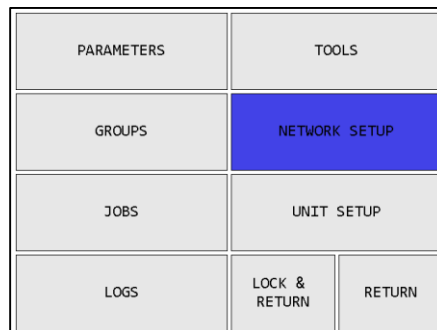 PARAMETERS
TOOLS
GROUPS
NETWORK SETUP
JOBS
UNIT SETUP
LOGS
LOCK &
RETURN
RETURN